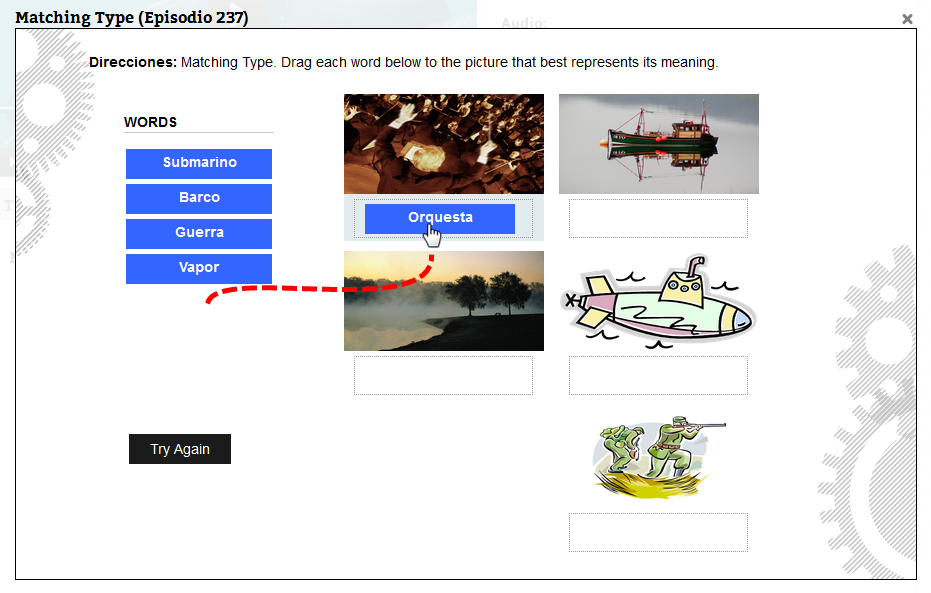 Matching Type (Episodio 237)
Audio:
Direcciones: Matching Type. Drag each word below to the picture that best represents its meaning.
WORDS
Submarino
Barco
Guerra
Vapor
Orquesta
Try Again